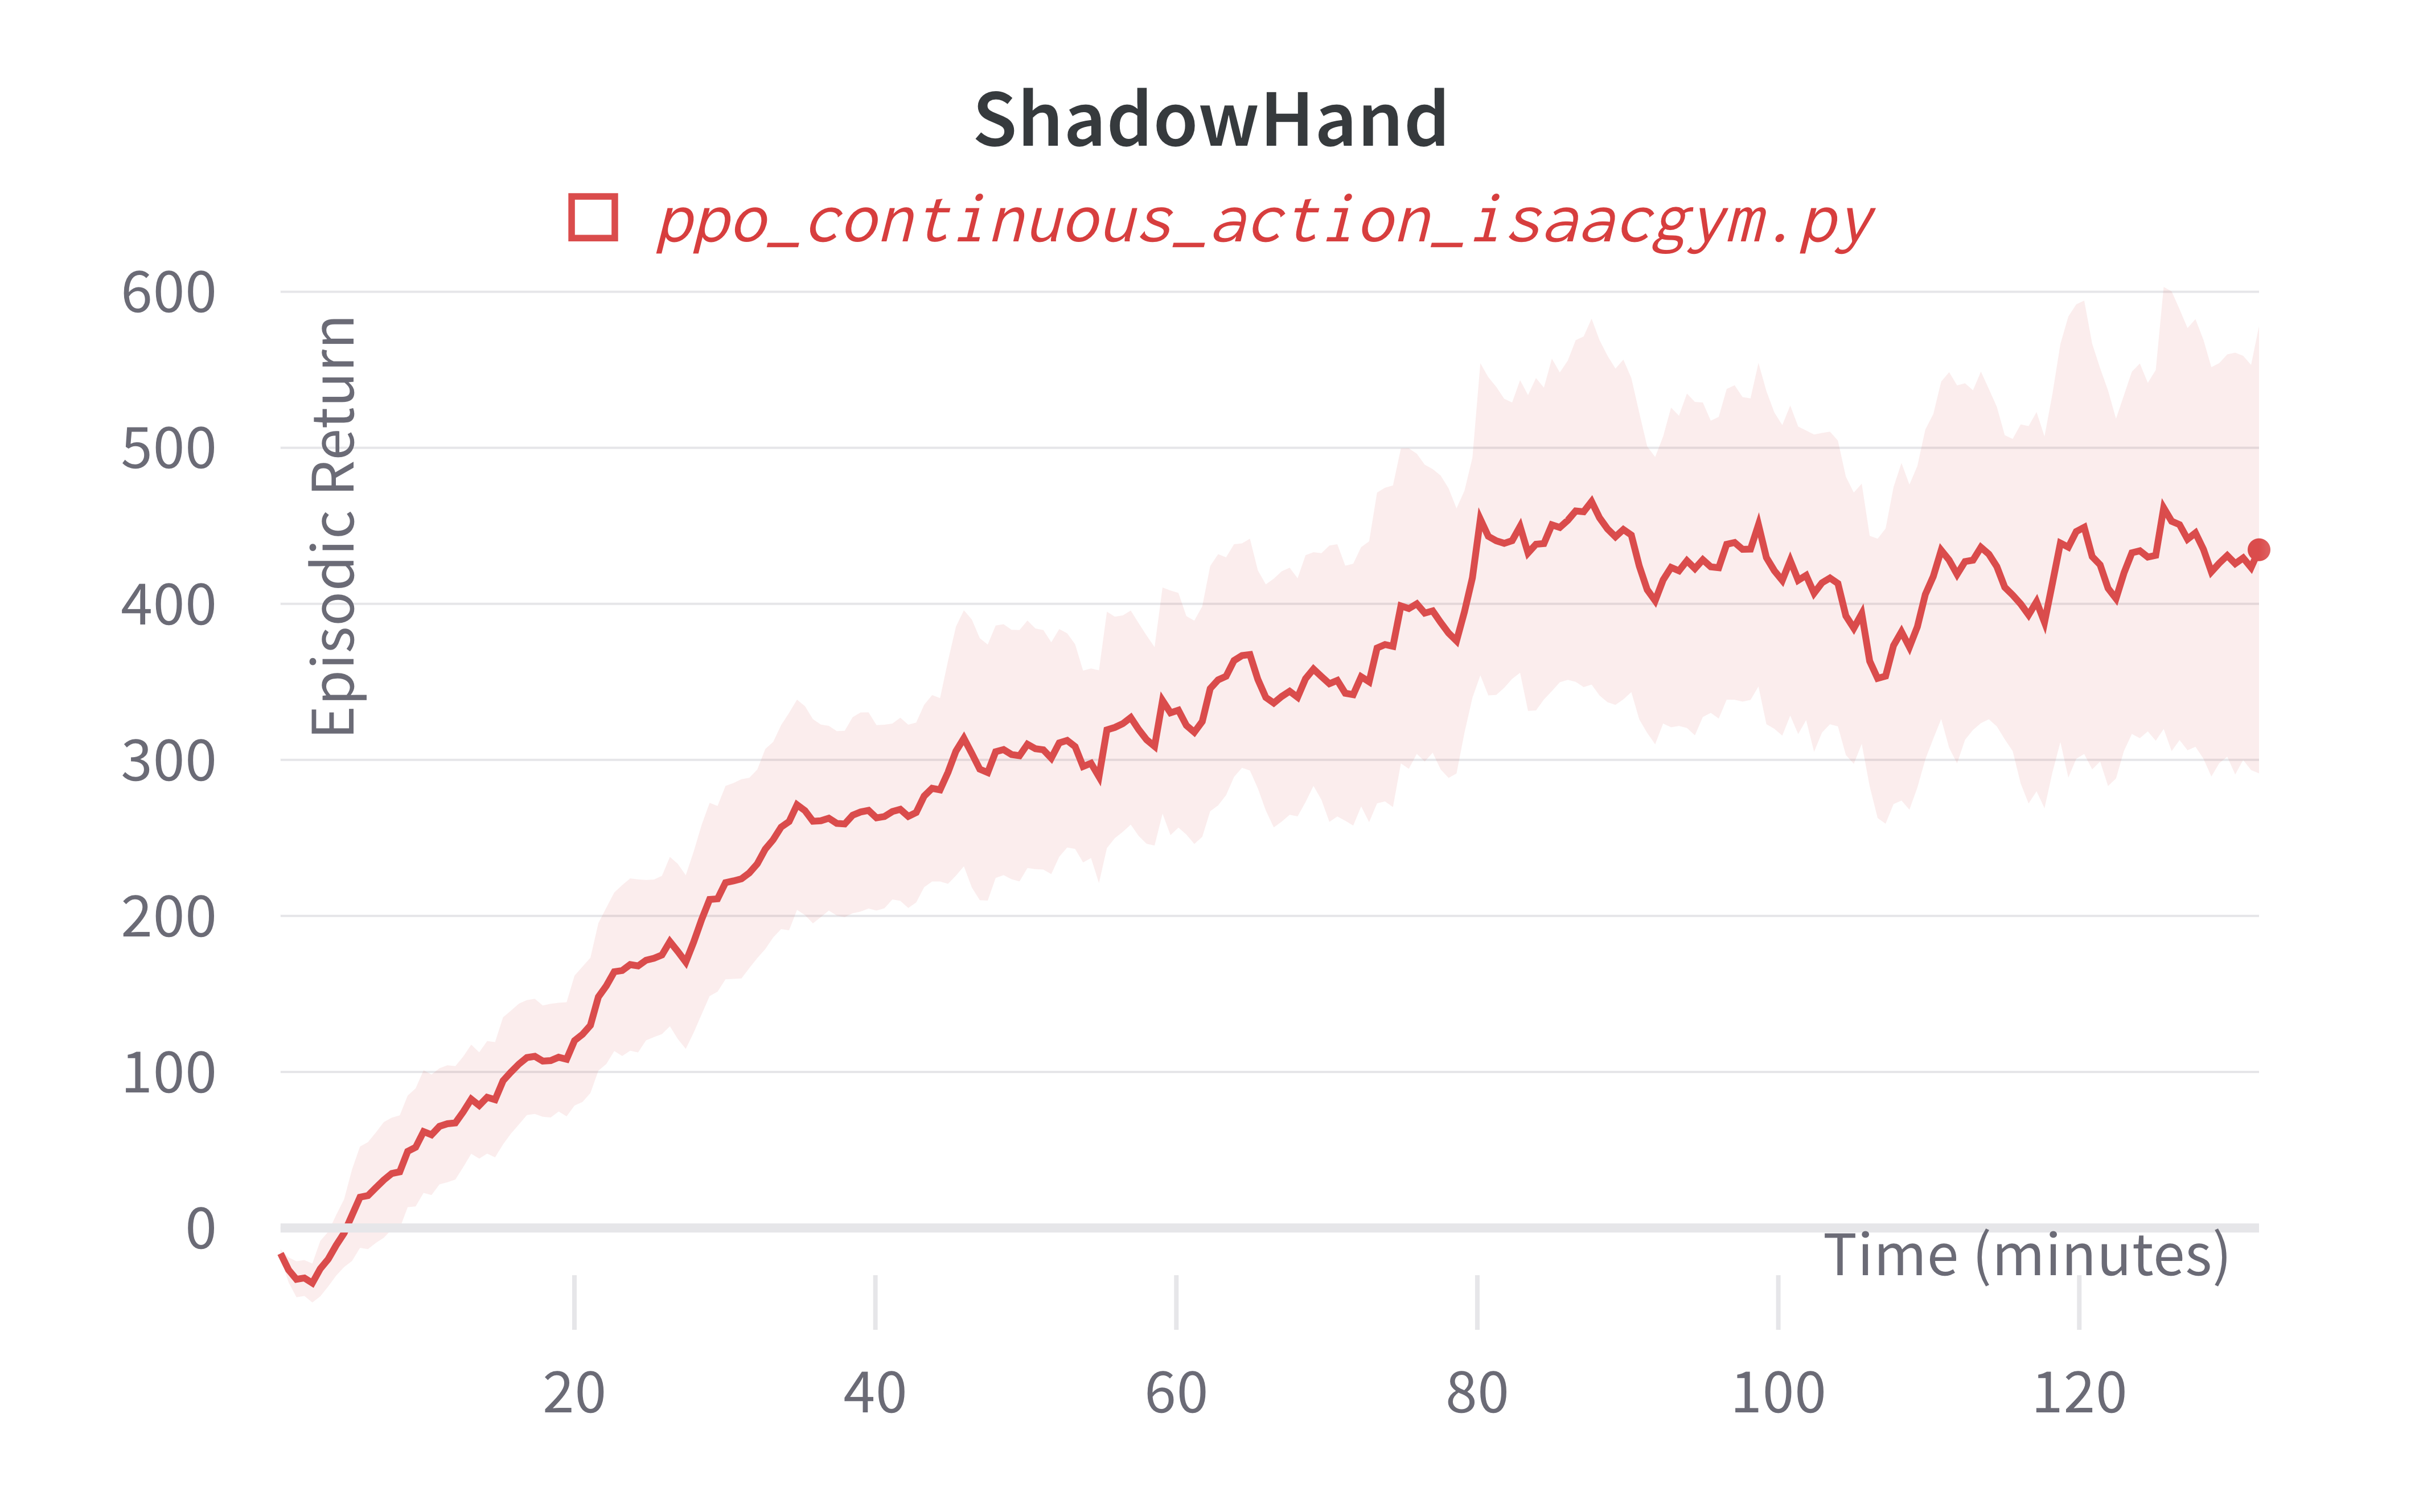 ShadowHand
ppo_continuous_action_isaacgym.py
600
500
400
300
200
100
0
Episodic Return
Time (minutes)
20 40 60 80 100 120